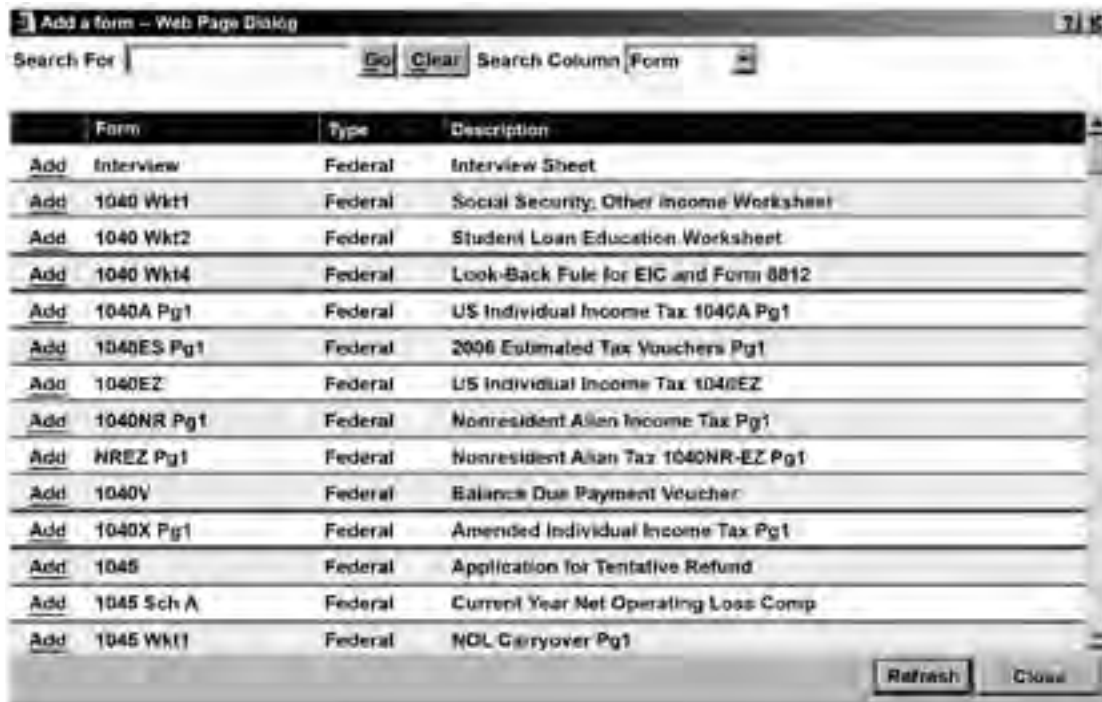 Add a form -- Web Page Dialog
Search For Go Clear Search Column Form
Form Type Description
Add Interview Federal Interview Sheet
Add 1040 Wkt1 Federal Social Security, Other Income Worksheet
Add 1040 Wkt2 Federal Student Loan Education Worksheet
Add 1040 Wkt4 Federal Look-Back Fule for EIC and Form 8812
Add 1040A Pg1 Federal US Individual Income Tax 1040A Pg1
Add 1040ES Pg1 Federal 2006 Estimated Tax Vouchers Pg1
Add 1040EZ Federal US Individual Income Tax 1040EZ
Add 1040NR Pg1 Federal Nonresident Alien Income Tax Pg1
Add NREZ Pg1 Federal Nonresident Alian Tax 1040NR-EZ Pg1
Add 1040V Federal Balance Due Payment Voucher
Add 1040X Pg1 Federal Amended Individual Income Tax Pg1
Add 1045 Federal Application for Tentative Refund
Add 1045 Sch A Federal Current Year Net Operating Loss Comp
Add 1045 Wkt1 Federal NOL Carryover Pg1
Refresh Close